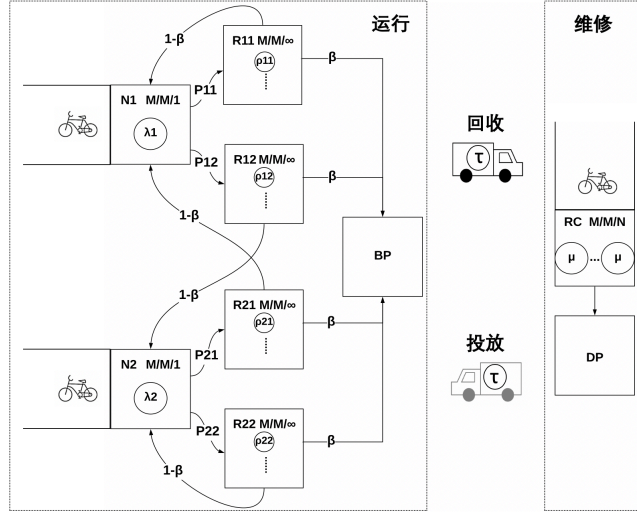 运行
维修
1-β
R11 M/M/∞
ρ11
β
P11
N1 M/M/1
λ1
回收
P12
R12 M/M/∞
ρ12
β
τ
1-β
RC M/M/N
BP
μ ... μ
1-β
R21 M/M/∞
ρ21
β
投放
P21
N2 M/M/1
DP
τ
λ2
R22 M/M/∞
P22
ρ22
β
1-β